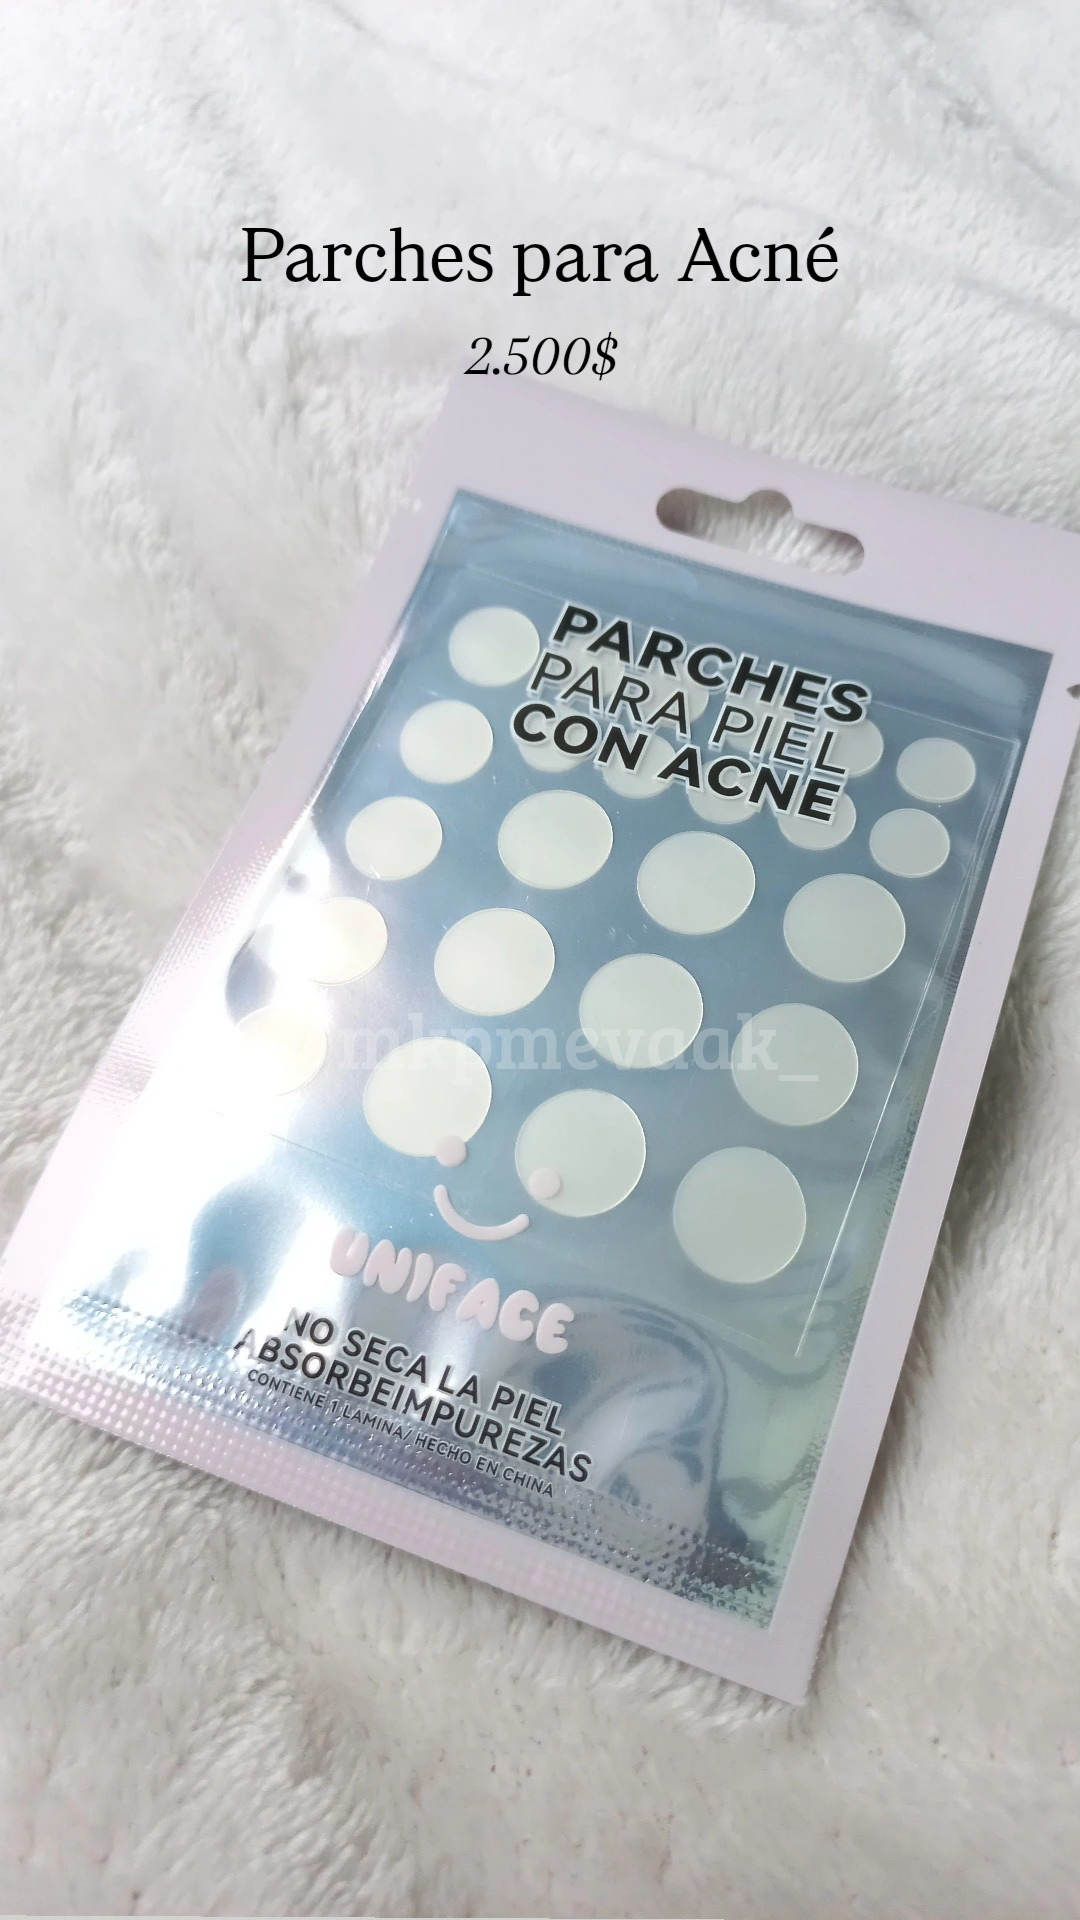 Parches para Acné
2.500$
PARCHES
PARA PIEL
CON ACNE
mkpmevaak_
UNIFACE
NO SECA LA PIEL
ABSORBEIMPUREZAS
CONTIENE 1 LAMINA/ HECHO EN CHINA